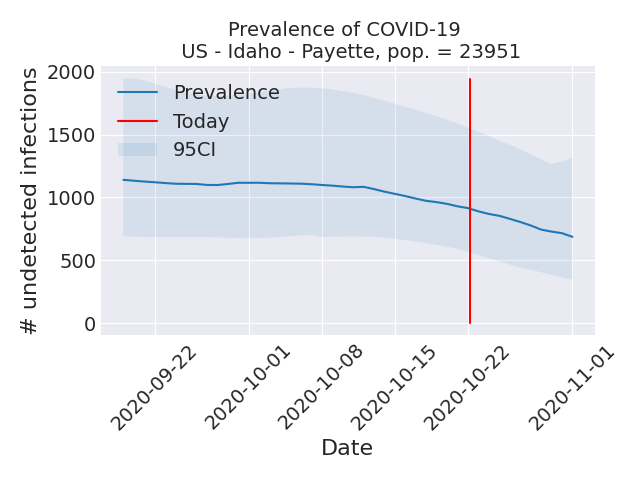 Prevalence of COVID-19
US - Idaho - Payette, pop. = 23951
# undetected infections
2000
1500
1000
500
0
Prevalence
Today
95CI
2020-09-22
2020-10-01
2020-10-08
2020-10-15
2020-10-22
2020-11-01
Date